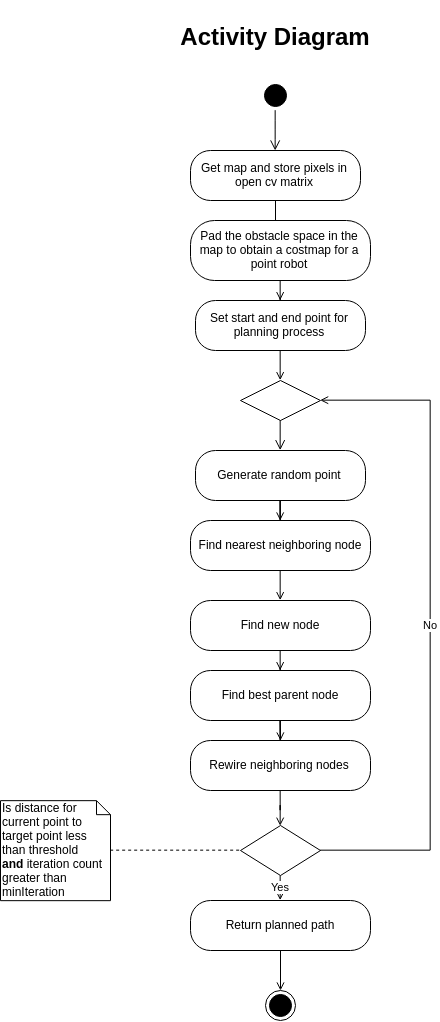 Activity Diagram
Get map and store pixels in
open cv matrix
Pad the obstacle space in the
map to obtain a costmap for a
point robot
Set start and end point for
planning process
Generate random point
Find nearest neighboring node
Find new node
No
Find best parent node
Rewire neighboring nodes
Is distance for
current point to
target point less
than threshold
and iteration count
greater than
minIteration
Yes
Return planned path